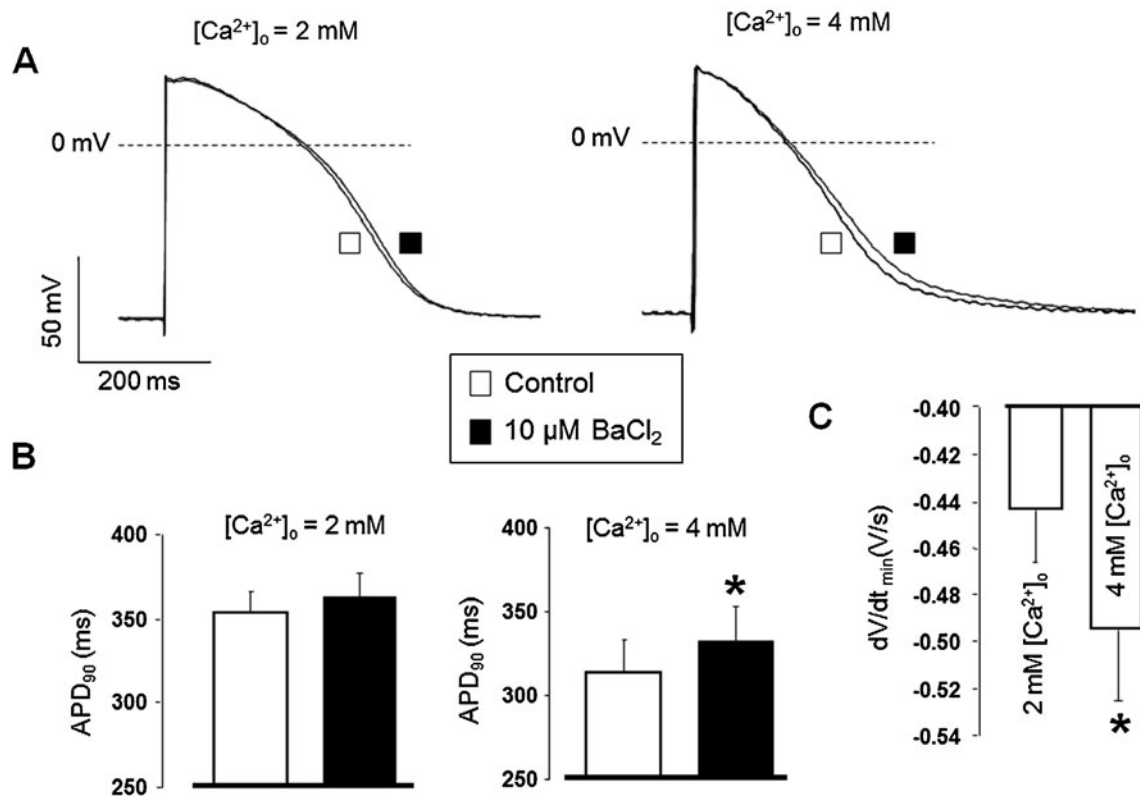 A
[Ca²⁺]ₒ = 2 mM
[Ca²⁺]ₒ = 4 mM
0 mV
0 mV
50 mV
200 ms
Control
10 µM BaCl₂
B
[Ca²⁺]ₒ = 2 mM
APD₉₀ (ms)
400
350
300
250
[Ca²⁺]ₒ = 4 mM
APD₉₀ (ms)
400
350
300
250
*
C
dV/dt min (V/s)
-0.40
-0.42
-0.44
-0.46
-0.48
-0.50
-0.52
-0.54
2 mM [Ca²⁺]ₒ
4 mM [Ca²⁺]ₒ
*